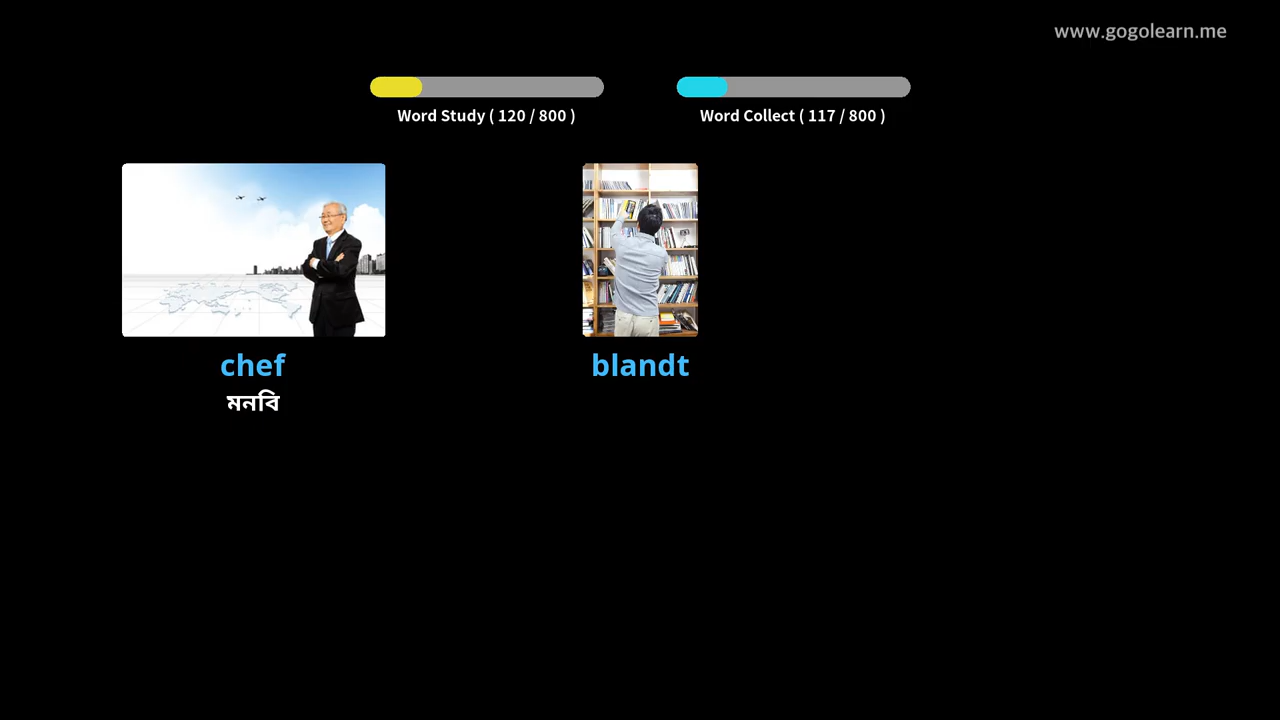 www.gogolearn.me
Word Study ( 120 / 800 )
Word Collect ( 117 / 800 )
chef
মনবি
blandt